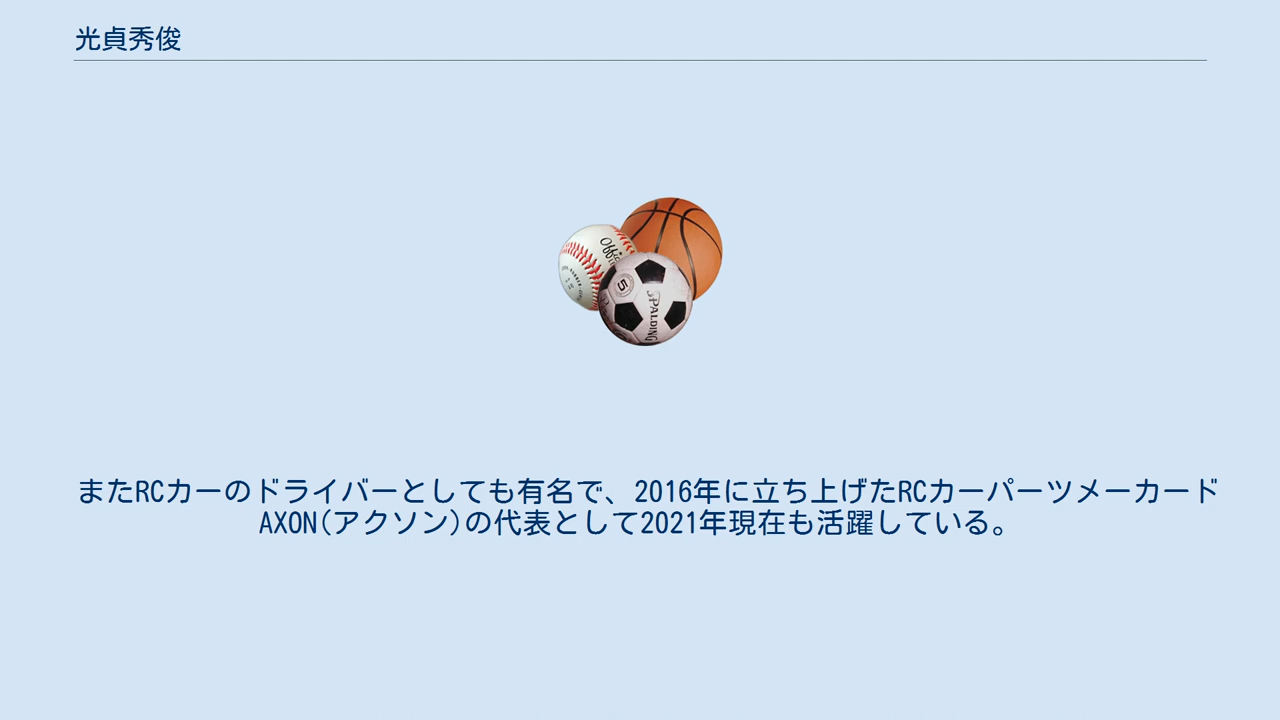 光貞秀俊
Offi
5
SPALDING
またRCカーのドライバーとしても有名で、2016年に立ち上げたRCカーパーツメーカード
AXON(アクソン)の代表として2021年現在も活躍している。